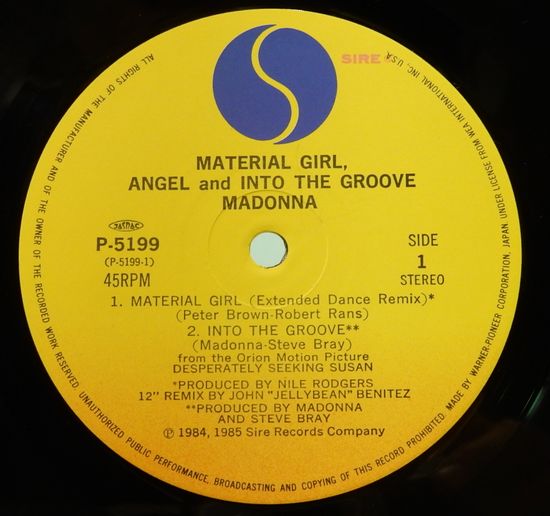 SIRE
MATERIAL GIRL,
ANGEL and INTO THE GROOVE
MADONNA
JASRAC
P-5199
(P-5199-1)
45RPM
SIDE
1
STEREO
1. MATERIAL GIRL (Extended Dance Remix)*
(Peter Brown-Robert Rans)
2. INTO THE GROOVE**
(Madonna-Steve Bray)
from the Orion Motion Picture
DESPERATELY SEEKING SUSAN
*PRODUCED BY NILE RODGERS
12" REMIX BY JOHN "JELLYBEAN" BENITEZ
**PRODUCED BY MADONNA
AND STEVE BRAY
℗ 1984, 1985 Sire Records Company
ALL RIGHTS OF THE MANUFACTURER AND OF THE OWNER OF THE RECORDED WORK RESERVED. UNAUTHORIZED PUBLIC PERFORMANCE, BROADCASTING AND COPYING OF THIS RECORD PROHIBITED. MADE BY WARNER-PIONEER CORPORATION, JAPAN. UNDER LICENSE FROM WEA INTERNATIONAL INC., U.S.A.